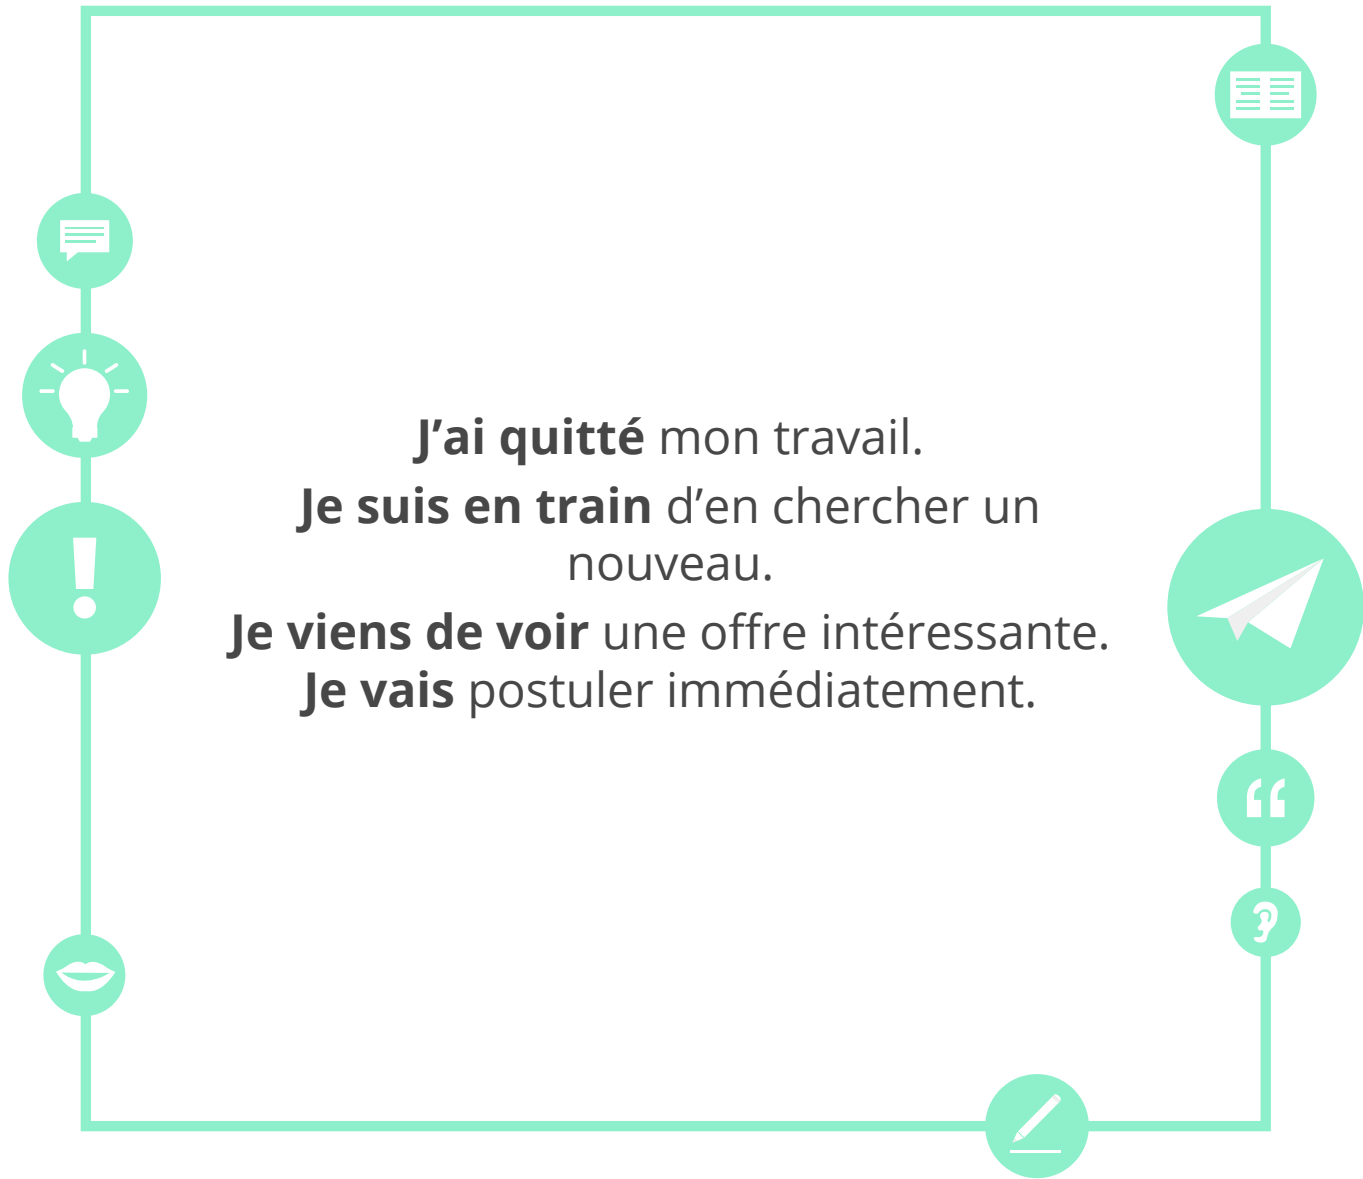 J’ai quitté mon travail.
Je suis en train d’en chercher un
nouveau.
Je viens de voir une offre intéressante.
Je vais postuler immédiatement.